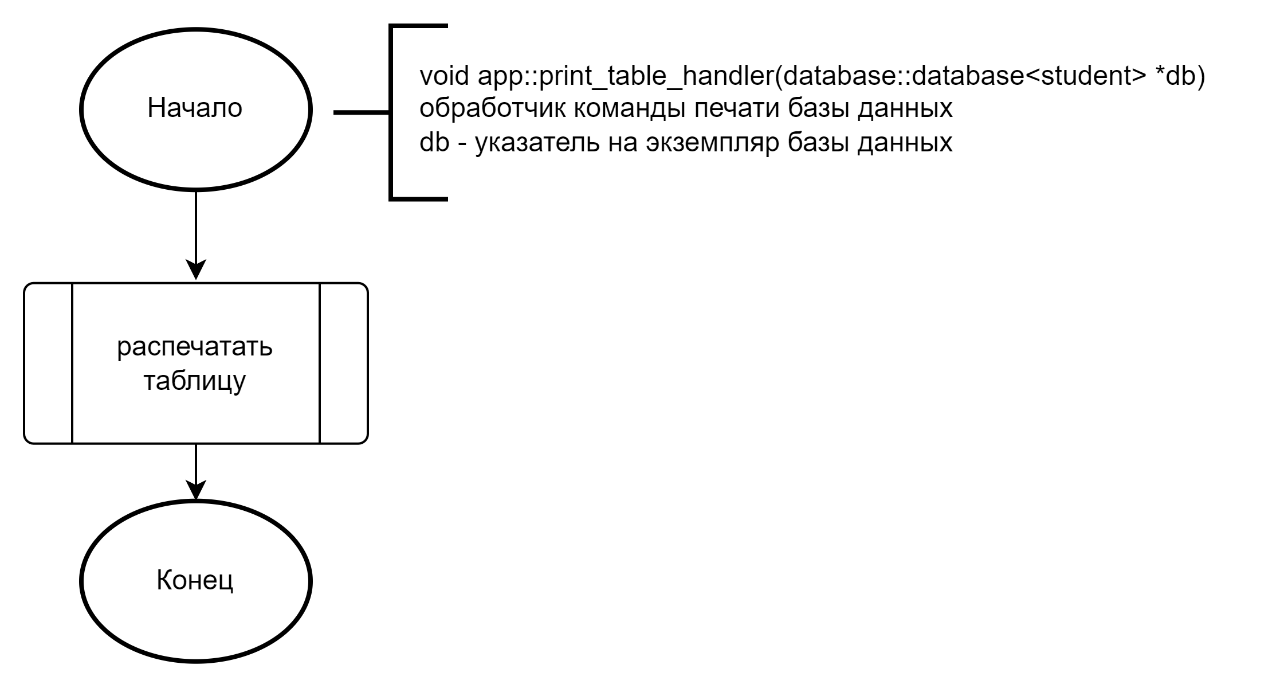 Начало
void app::print_table_handler(database::database<student> *db)
обработчик команды печати базы данных
db - указатель на экземпляр базы данных
распечатать
таблицу
Конец